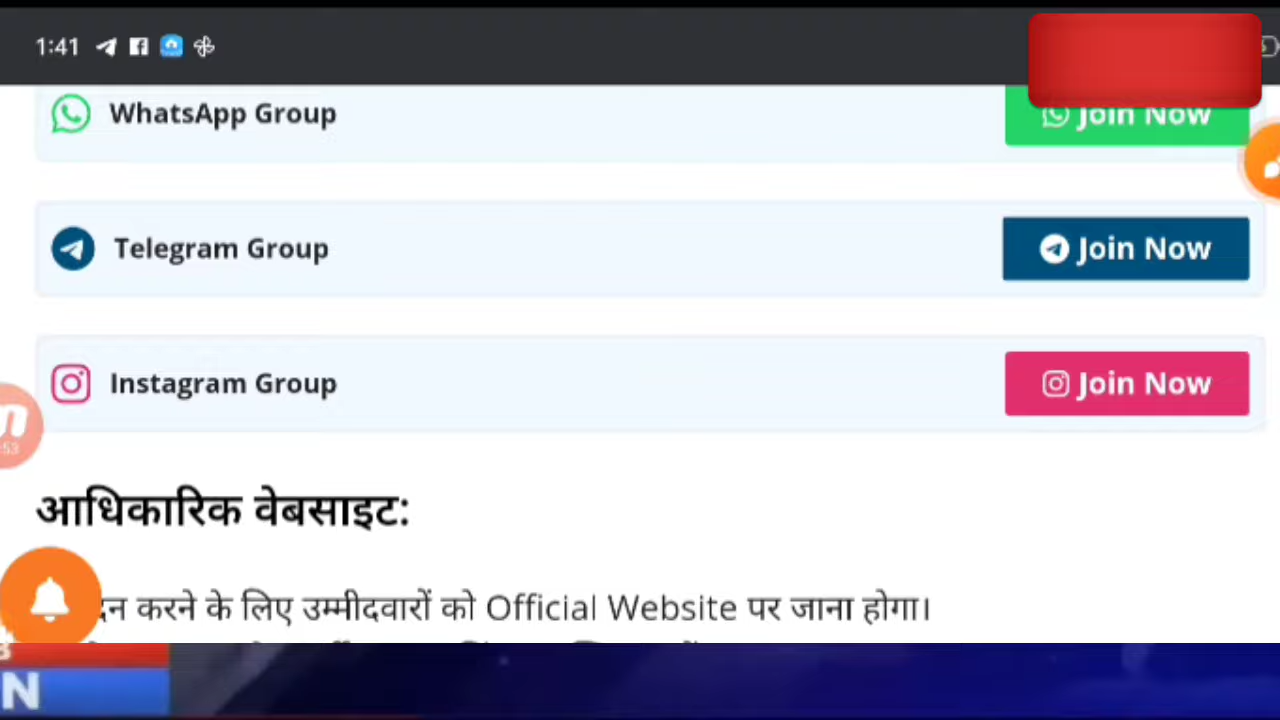 1:41
WhatsApp Group
Join Now
Telegram Group
Join Now
Instagram Group
Join Now
:53
आधिकारिक वेबसाइट:
करने के लिए उम्मीदवारों को Official Website पर जाना होगा।
N